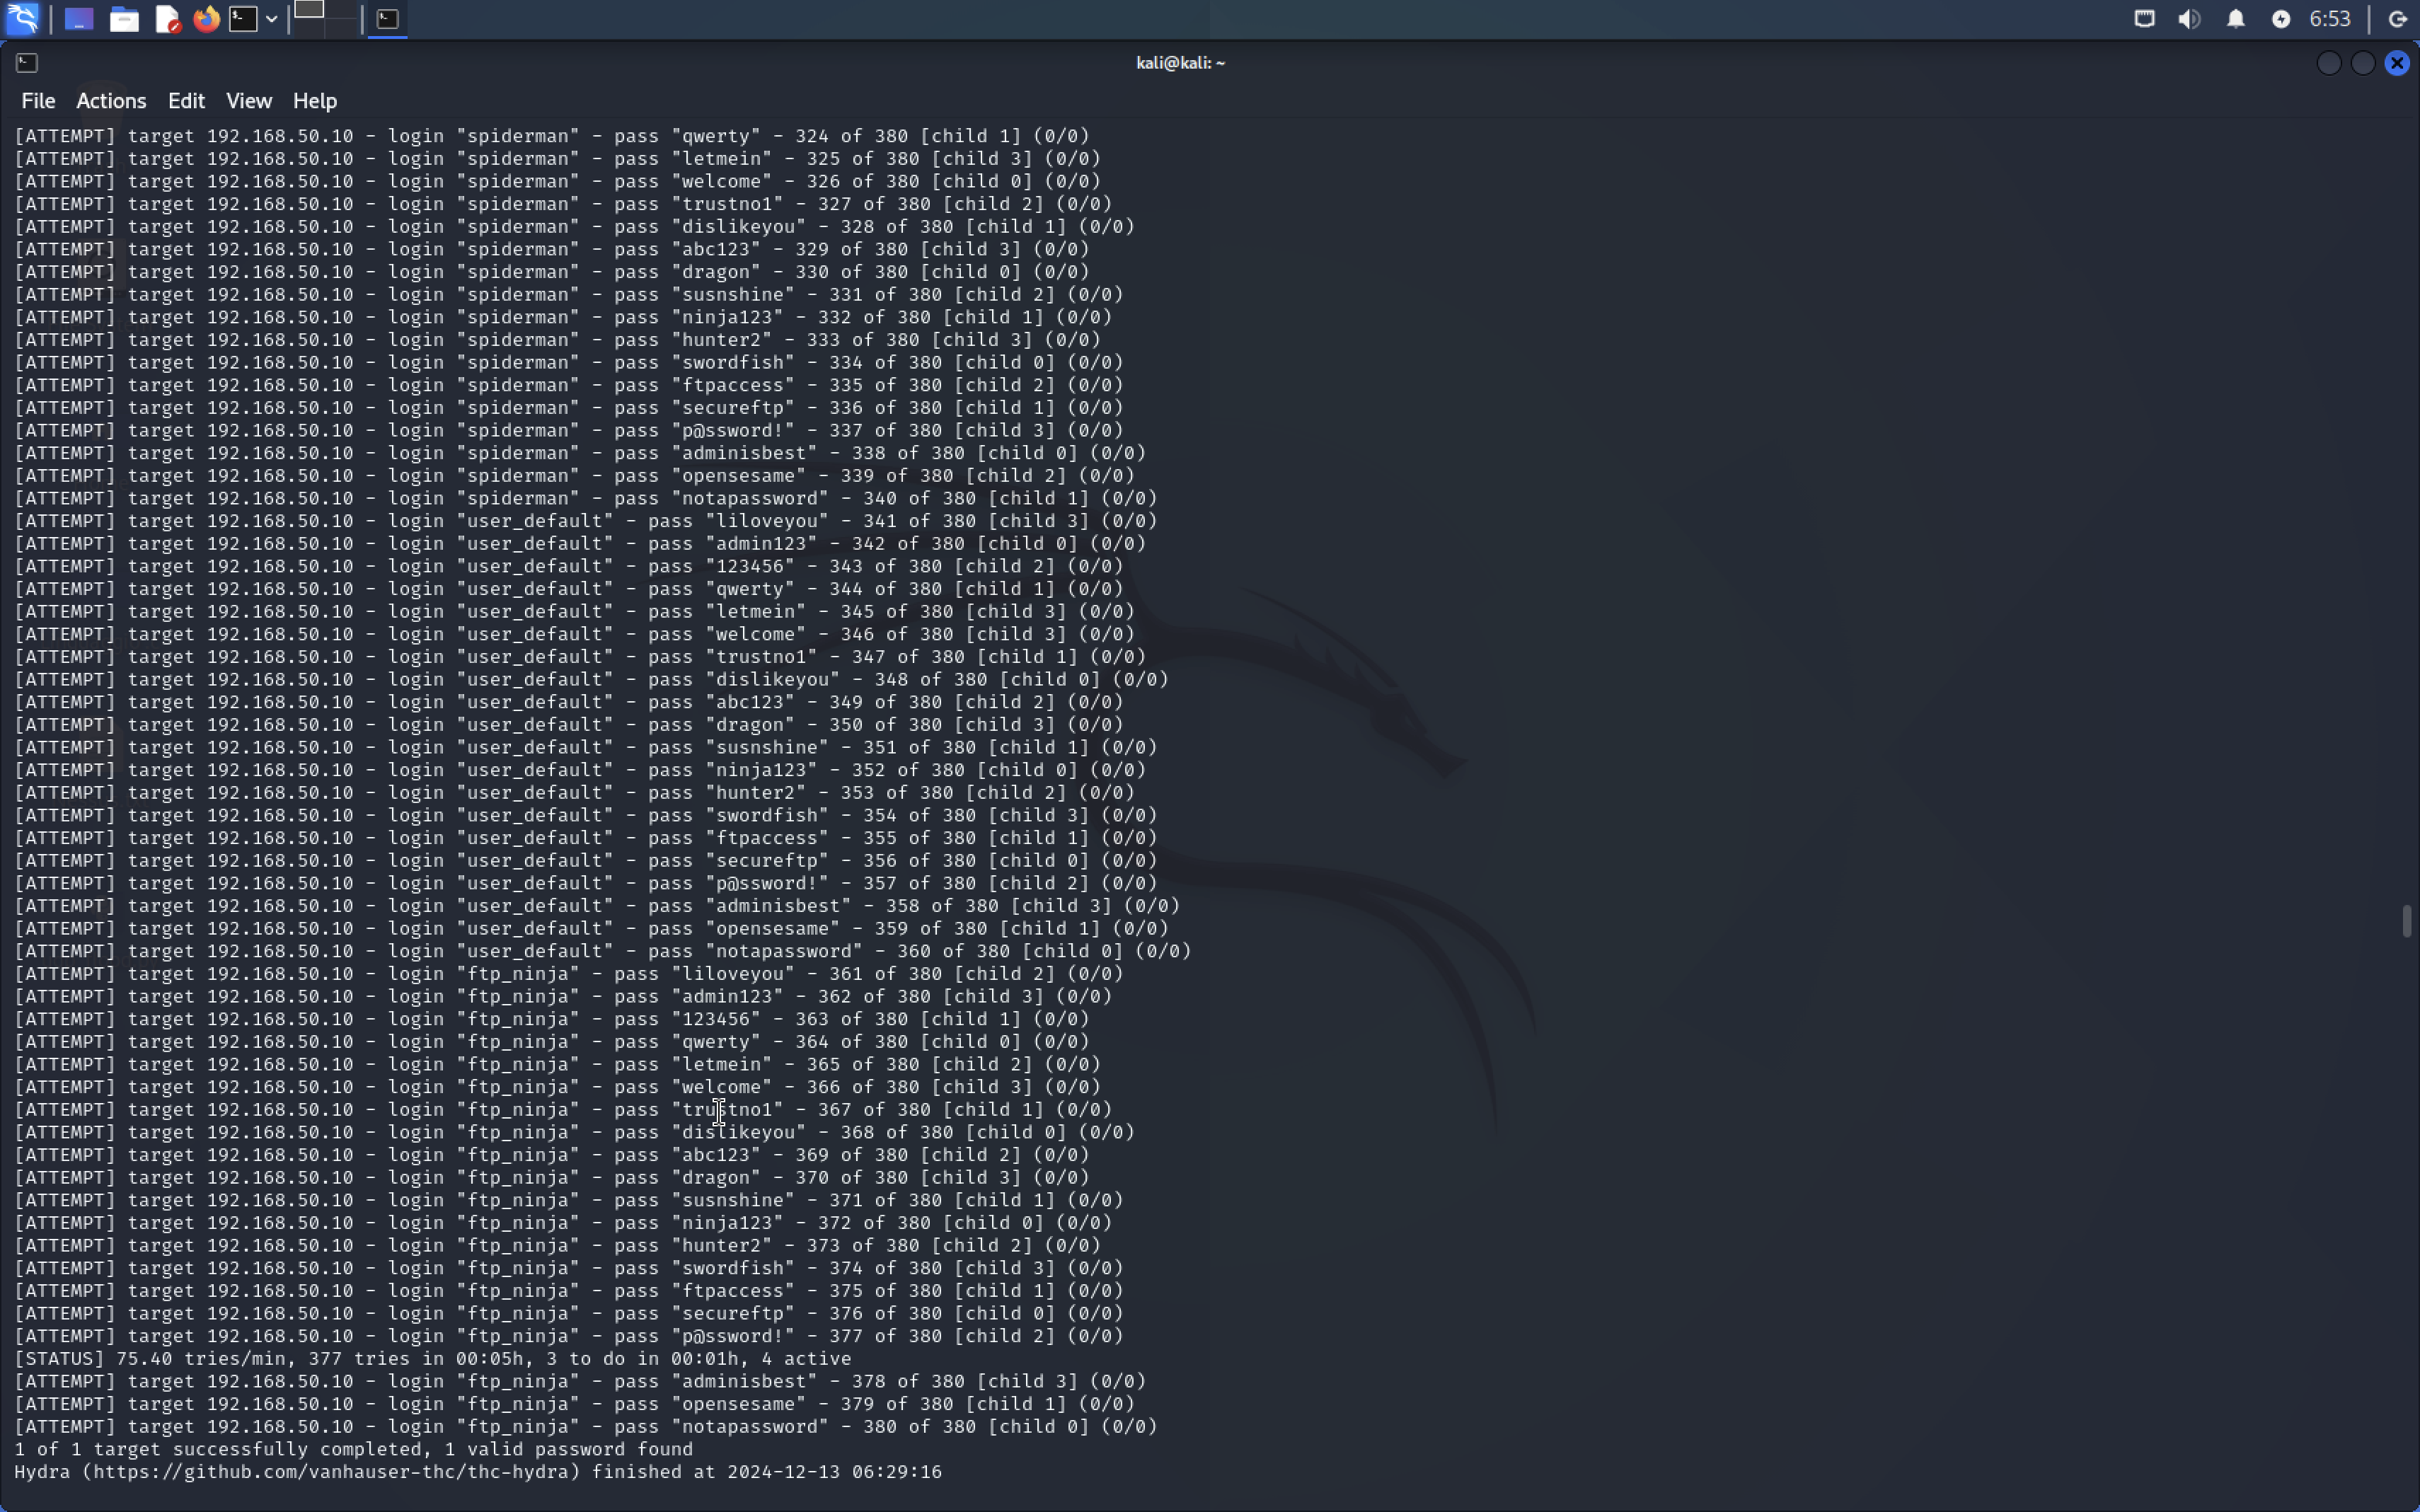 6:53
kali@kali: ~
File Actions Edit View Help
[ATTEMPT] target 192.168.50.10 - login "spiderman" - pass "qwerty" - 324 of 380 [child 1] (0/0)
[ATTEMPT] target 192.168.50.10 - login "spiderman" - pass "letmein" - 325 of 380 [child 3] (0/0)
[ATTEMPT] target 192.168.50.10 - login "spiderman" - pass "welcome" - 326 of 380 [child 0] (0/0)
[ATTEMPT] target 192.168.50.10 - login "spiderman" - pass "trustno1" - 327 of 380 [child 2] (0/0)
[ATTEMPT] target 192.168.50.10 - login "spiderman" - pass "dislikeyou" - 328 of 380 [child 1] (0/0)
[ATTEMPT] target 192.168.50.10 - login "spiderman" - pass "abc123" - 329 of 380 [child 3] (0/0)
[ATTEMPT] target 192.168.50.10 - login "spiderman" - pass "dragon" - 330 of 380 [child 0] (0/0)
[ATTEMPT] target 192.168.50.10 - login "spiderman" - pass "susnshine" - 331 of 380 [child 2] (0/0)
[ATTEMPT] target 192.168.50.10 - login "spiderman" - pass "ninja123" - 332 of 380 [child 1] (0/0)
[ATTEMPT] target 192.168.50.10 - login "spiderman" - pass "hunter2" - 333 of 380 [child 3] (0/0)
[ATTEMPT] target 192.168.50.10 - login "spiderman" - pass "swordfish" - 334 of 380 [child 0] (0/0)
[ATTEMPT] target 192.168.50.10 - login "spiderman" - pass "ftpaccess" - 335 of 380 [child 2] (0/0)
[ATTEMPT] target 192.168.50.10 - login "spiderman" - pass "secureftp" - 336 of 380 [child 1] (0/0)
[ATTEMPT] target 192.168.50.10 - login "spiderman" - pass "p@ssword!" - 337 of 380 [child 3] (0/0)
[ATTEMPT] target 192.168.50.10 - login "spiderman" - pass "adminisbest" - 338 of 380 [child 0] (0/0)
[ATTEMPT] target 192.168.50.10 - login "spiderman" - pass "opensesame" - 339 of 380 [child 2] (0/0)
[ATTEMPT] target 192.168.50.10 - login "spiderman" - pass "notapassword" - 340 of 380 [child 1] (0/0)
[ATTEMPT] target 192.168.50.10 - login "user_default" - pass "liloveyou" - 341 of 380 [child 3] (0/0)
[ATTEMPT] target 192.168.50.10 - login "user_default" - pass "admin123" - 342 of 380 [child 0] (0/0)
[ATTEMPT] target 192.168.50.10 - login "user_default" - pass "123456" - 343 of 380 [child 2] (0/0)
[ATTEMPT] target 192.168.50.10 - login "user_default" - pass "qwerty" - 344 of 380 [child 1] (0/0)
[ATTEMPT] target 192.168.50.10 - login "user_default" - pass "letmein" - 345 of 380 [child 3] (0/0)
[ATTEMPT] target 192.168.50.10 - login "user_default" - pass "welcome" - 346 of 380 [child 3] (0/0)
[ATTEMPT] target 192.168.50.10 - login "user_default" - pass "trustno1" - 347 of 380 [child 1] (0/0)
[ATTEMPT] target 192.168.50.10 - login "user_default" - pass "dislikeyou" - 348 of 380 [child 0] (0/0)
[ATTEMPT] target 192.168.50.10 - login "user_default" - pass "abc123" - 349 of 380 [child 2] (0/0)
[ATTEMPT] target 192.168.50.10 - login "user_default" - pass "dragon" - 350 of 380 [child 3] (0/0)
[ATTEMPT] target 192.168.50.10 - login "user_default" - pass "susnshine" - 351 of 380 [child 1] (0/0)
[ATTEMPT] target 192.168.50.10 - login "user_default" - pass "ninja123" - 352 of 380 [child 0] (0/0)
[ATTEMPT] target 192.168.50.10 - login "user_default" - pass "hunter2" - 353 of 380 [child 2] (0/0)
[ATTEMPT] target 192.168.50.10 - login "user_default" - pass "swordfish" - 354 of 380 [child 3] (0/0)
[ATTEMPT] target 192.168.50.10 - login "user_default" - pass "ftpaccess" - 355 of 380 [child 1] (0/0)
[ATTEMPT] target 192.168.50.10 - login "user_default" - pass "secureftp" - 356 of 380 [child 0] (0/0)
[ATTEMPT] target 192.168.50.10 - login "user_default" - pass "p@ssword!" - 357 of 380 [child 2] (0/0)
[ATTEMPT] target 192.168.50.10 - login "user_default" - pass "adminisbest" - 358 of 380 [child 3] (0/0)
[ATTEMPT] target 192.168.50.10 - login "user_default" - pass "opensesame" - 359 of 380 [child 1] (0/0)
[ATTEMPT] target 192.168.50.10 - login "user_default" - pass "notapassword" - 360 of 380 [child 0] (0/0)
[ATTEMPT] target 192.168.50.10 - login "ftp_ninja" - pass "liloveyou" - 361 of 380 [child 2] (0/0)
[ATTEMPT] target 192.168.50.10 - login "ftp_ninja" - pass "admin123" - 362 of 380 [child 3] (0/0)
[ATTEMPT] target 192.168.50.10 - login "ftp_ninja" - pass "123456" - 363 of 380 [child 1] (0/0)
[ATTEMPT] target 192.168.50.10 - login "ftp_ninja" - pass "qwerty" - 364 of 380 [child 0] (0/0)
[ATTEMPT] target 192.168.50.10 - login "ftp_ninja" - pass "letmein" - 365 of 380 [child 2] (0/0)
[ATTEMPT] target 192.168.50.10 - login "ftp_ninja" - pass "welcome" - 366 of 380 [child 3] (0/0)
[ATTEMPT] target 192.168.50.10 - login "ftp_ninja" - pass "trustno1" - 367 of 380 [child 1] (0/0)
[ATTEMPT] target 192.168.50.10 - login "ftp_ninja" - pass "dislikeyou" - 368 of 380 [child 0] (0/0)
[ATTEMPT] target 192.168.50.10 - login "ftp_ninja" - pass "abc123" - 369 of 380 [child 2] (0/0)
[ATTEMPT] target 192.168.50.10 - login "ftp_ninja" - pass "dragon" - 370 of 380 [child 3] (0/0)
[ATTEMPT] target 192.168.50.10 - login "ftp_ninja" - pass "susnshine" - 371 of 380 [child 1] (0/0)
[ATTEMPT] target 192.168.50.10 - login "ftp_ninja" - pass "ninja123" - 372 of 380 [child 0] (0/0)
[ATTEMPT] target 192.168.50.10 - login "ftp_ninja" - pass "hunter2" - 373 of 380 [child 2] (0/0)
[ATTEMPT] target 192.168.50.10 - login "ftp_ninja" - pass "swordfish" - 374 of 380 [child 3] (0/0)
[ATTEMPT] target 192.168.50.10 - login "ftp_ninja" - pass "ftpaccess" - 375 of 380 [child 1] (0/0)
[ATTEMPT] target 192.168.50.10 - login "ftp_ninja" - pass "secureftp" - 376 of 380 [child 0] (0/0)
[ATTEMPT] target 192.168.50.10 - login "ftp_ninja" - pass "p@ssword!" - 377 of 380 [child 2] (0/0)
[STATUS] 75.40 tries/min, 377 tries in 00:05h, 3 to do in 00:01h, 4 active
[ATTEMPT] target 192.168.50.10 - login "ftp_ninja" - pass "adminisbest" - 378 of 380 [child 3] (0/0)
[ATTEMPT] target 192.168.50.10 - login "ftp_ninja" - pass "opensesame" - 379 of 380 [child 1] (0/0)
[ATTEMPT] target 192.168.50.10 - login "ftp_ninja" - pass "notapassword" - 380 of 380 [child 0] (0/0)
1 of 1 target successfully completed, 1 valid password found
Hydra (https://github.com/vanhauser-thc/thc-hydra) finished at 2024-12-13 06:29:16